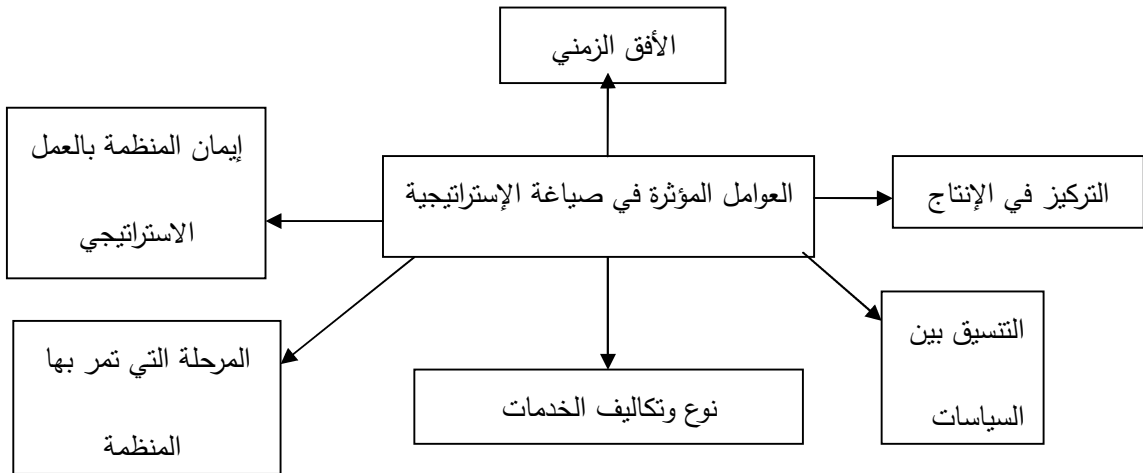 الأفق الزمني
إيمان المنظمة بالعمل
الاستراتيجي
العوامل المؤثرة في صياغة الإستراتيجية
التركيز في الإنتاج
المرحلة التي تمر بها
المنظمة
نوع وتكاليف الخدمات
التنسيق بين
السياسات